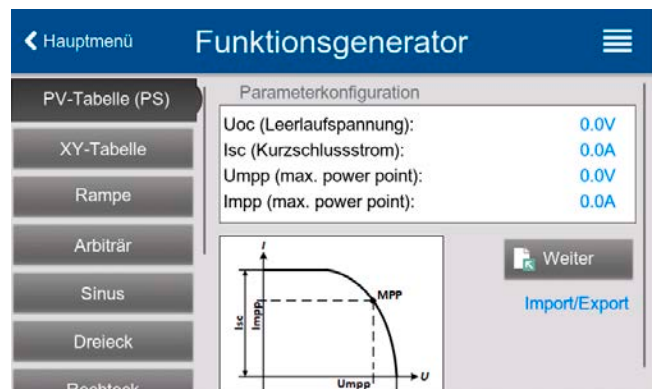 Hauptmenü
Funktionsgenerator
PV-Tabelle (PS)
XY-Tabelle
Rampe
Arbiträr
Sinus
Dreieck
Rechteck
Parameterkonfiguration
Uoc (Leerlaufspannung): 0.0V
Isc (Kurzschlussstrom): 0.0A
Umpp (max. power point): 0.0V
Impp (max. power point): 0.0A
I
MPP
Isc
Impp
Umpp
U
Weiter
Import/Export